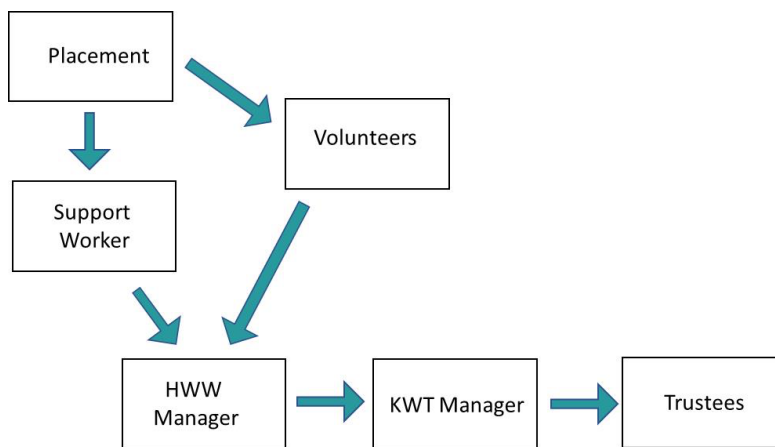 Placement
Volunteers
Support
Worker
HWW
Manager
KWT Manager
Trustees